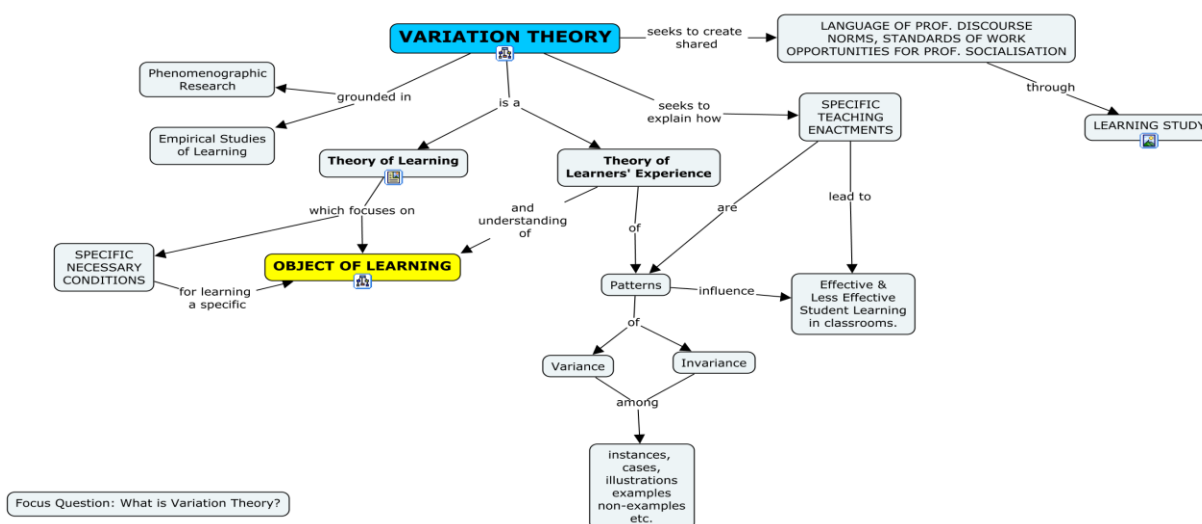 VARIATION THEORY
seeks to create
shared
LANGUAGE OF PROF. DISCOURSE
NORMS, STANDARDS OF WORK
OPPORTUNITIES FOR PROF. SOCIALISATION
Phenomenographic
Research
grounded in
Empirical Studies
of Learning
is a
seeks to
explain how
SPECIFIC
TEACHING
ENACTMENTS
through
LEARNING STUDY
Theory of Learning
Theory of
Learners' Experience
which focuses on
and
understanding
of
of
are
lead to
SPECIFIC
NECESSARY
CONDITIONS
for learning
a specific
OBJECT OF LEARNING
Patterns
influence
Effective &
Less Effective
Student Learning
in classrooms.
of
Variance
Invariance
among
instances,
cases,
illustrations
examples
non-examples
etc.
Focus Question: What is Variation Theory?